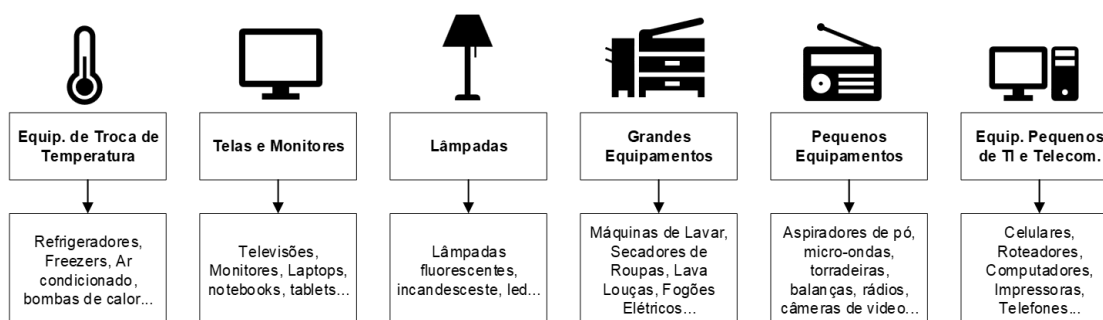 Equip. de Troca de
Temperatura
Telas e Monitores
Lâmpadas
Grandes
Equipamentos
Pequenos
Equipamentos
Equip. Pequenos
de TI e Telecom.
Refrigeradores,
Freezers, Ar
condicionado,
bombas de calor...
Televisões,
Monitores, Laptops,
notebooks, tablets...
Lâmpadas
fluorescentes,
incandesceste, led...
Máquinas de Lavar,
Secadores de
Roupas, Lava
Louças, Fogões
Elétricos...
Aspiradores de pó,
micro-ondas,
torradeiras,
balanças, rádios,
câmeras de video...
Celulares,
Roteadores,
Computadores,
Impressoras,
Telefones...